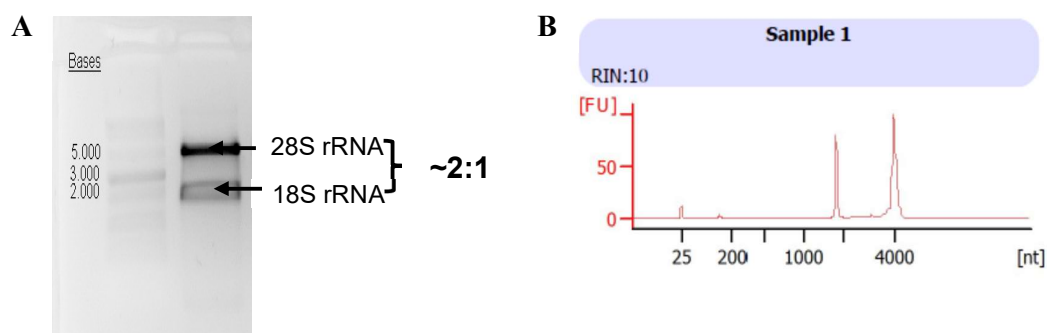 A
Bases
5.000
3.000
2.000
28S rRNA
18S rRNA
~2:1
B
Sample 1
RIN:10
[FU]
50
0
25 200 1000 4000 [nt]